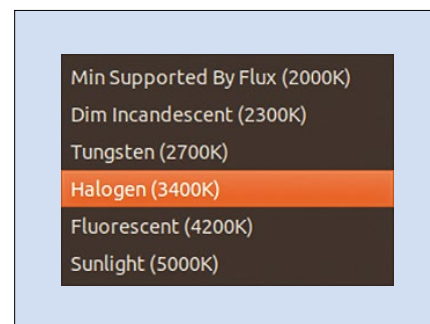 Min Supported By Flux (2000K)
Dim Incandescent (2300K)
Tungsten (2700K)
Halogen (3400K)
Fluorescent (4200K)
Sunlight (5000K)